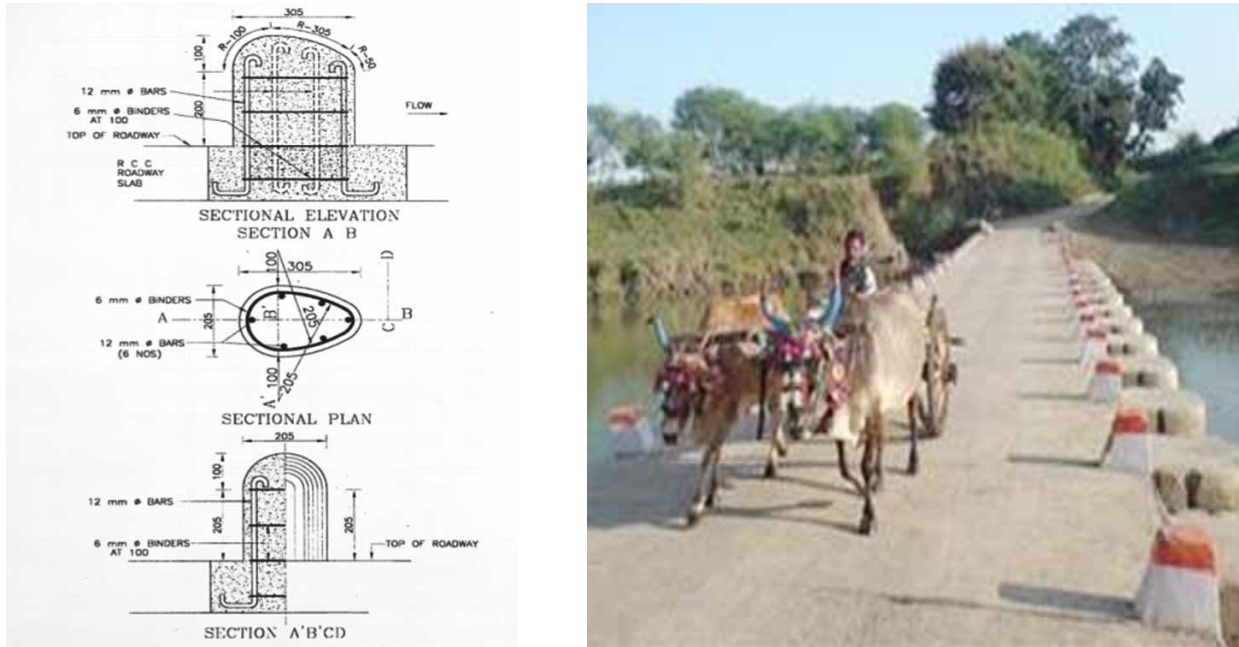 305
R-100
R-305
R-50
100
12 mm ø BARS
200
6 mm ø BINDERS
AT 100
FLOW
TOP OF ROADWAY
R C C
ROADWAY
SLAB
SECTIONAL ELEVATION
SECTION A B
100
305
D
6 mm ø BINDERS
A
B'
205
C
B
205
12 mm ø BARS
(6 NOS)
100
205
A'
SECTIONAL PLAN
205
100
12 mm ø BARS
205
205
6 mm ø BINDERS
AT 100
TOP OF ROADWAY
SECTION A'B'CD